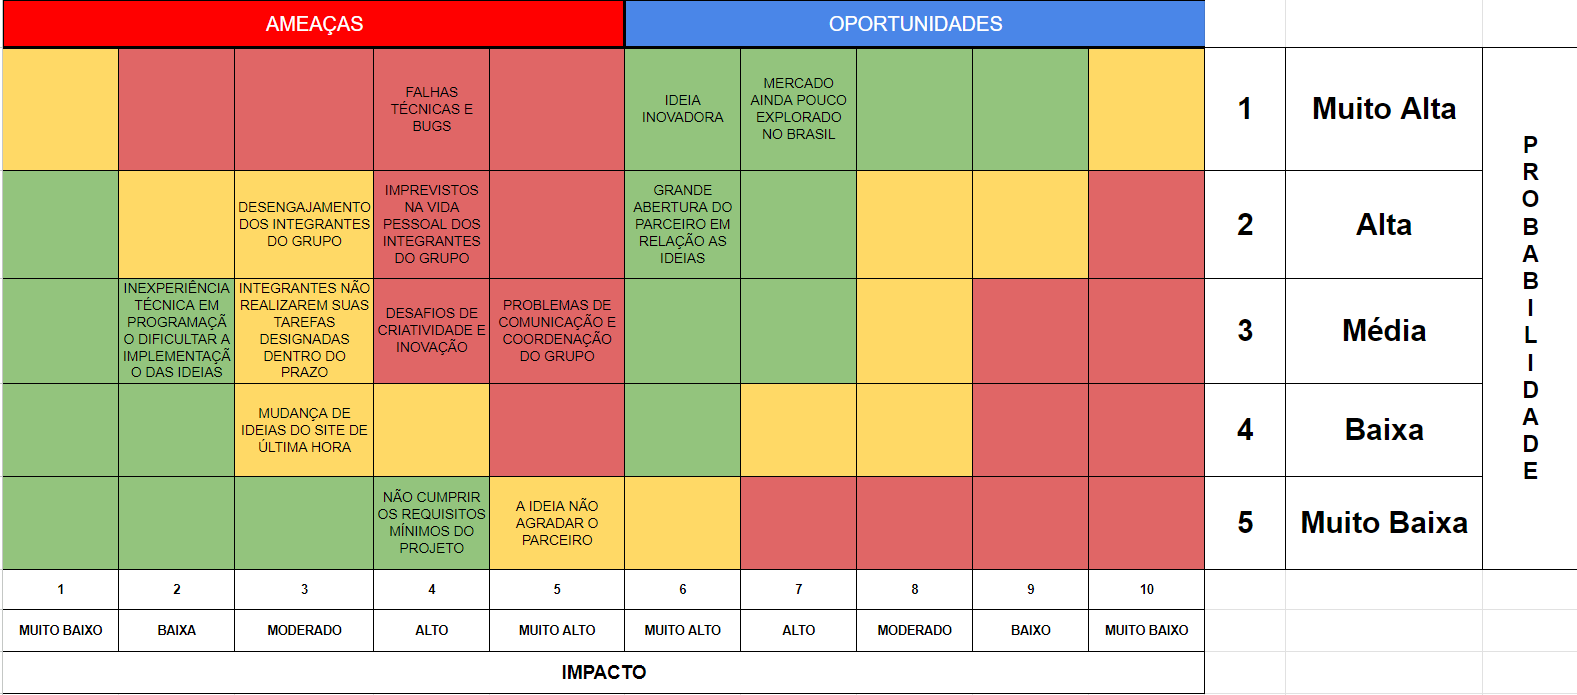 AMEAÇAS
OPORTUNIDADES
FALHAS
TÉCNICAS E
BUGS
IDEIA
INOVADORA
MERCADO
AINDA POUCO
EXPLORADO
NO BRASIL
1
Muito Alta
DESENGAJAMENTO
DOS INTEGRANTES
DO GRUPO
IMPREVISTOS
NA VIDA
PESSOAL DOS
INTEGRANTES
DO GRUPO
GRANDE
ABERTURA DO
PARCEIRO EM
RELAÇÃO AS
IDEIAS
2
Alta
INEXPERIÊNCIA
TÉCNICA EM
PROGRAMAÇÃ
O DIFICULTAR A
IMPLEMENTAÇÃ
O DAS IDEIAS
INTEGRANTES NÃO
REALIZAREM SUAS
TAREFAS
DESIGNADAS
DENTRO DO
PRAZO
DESAFIOS DE
CRIATIVIDADE E
INOVAÇÃO
PROBLEMAS DE
COMUNICAÇÃO E
COORDENAÇÃO
DO GRUPO
3
Média
MUDANÇA DE
IDEIAS DO SITE DE
ÚLTIMA HORA
4
Baixa
NÃO CUMPRIR
OS REQUISITOS
MÍNIMOS DO
PROJETO
A IDEIA NÃO
AGRADAR O
PARCEIRO
5
Muito Baixa
PROBABILIDADE
1 2 3 4 5 6 7 8 9 10
MUITO BAIXO BAIXA MODERADO ALTO MUITO ALTO MUITO ALTO ALTO MODERADO BAIXO MUITO BAIXO
IMPACTO